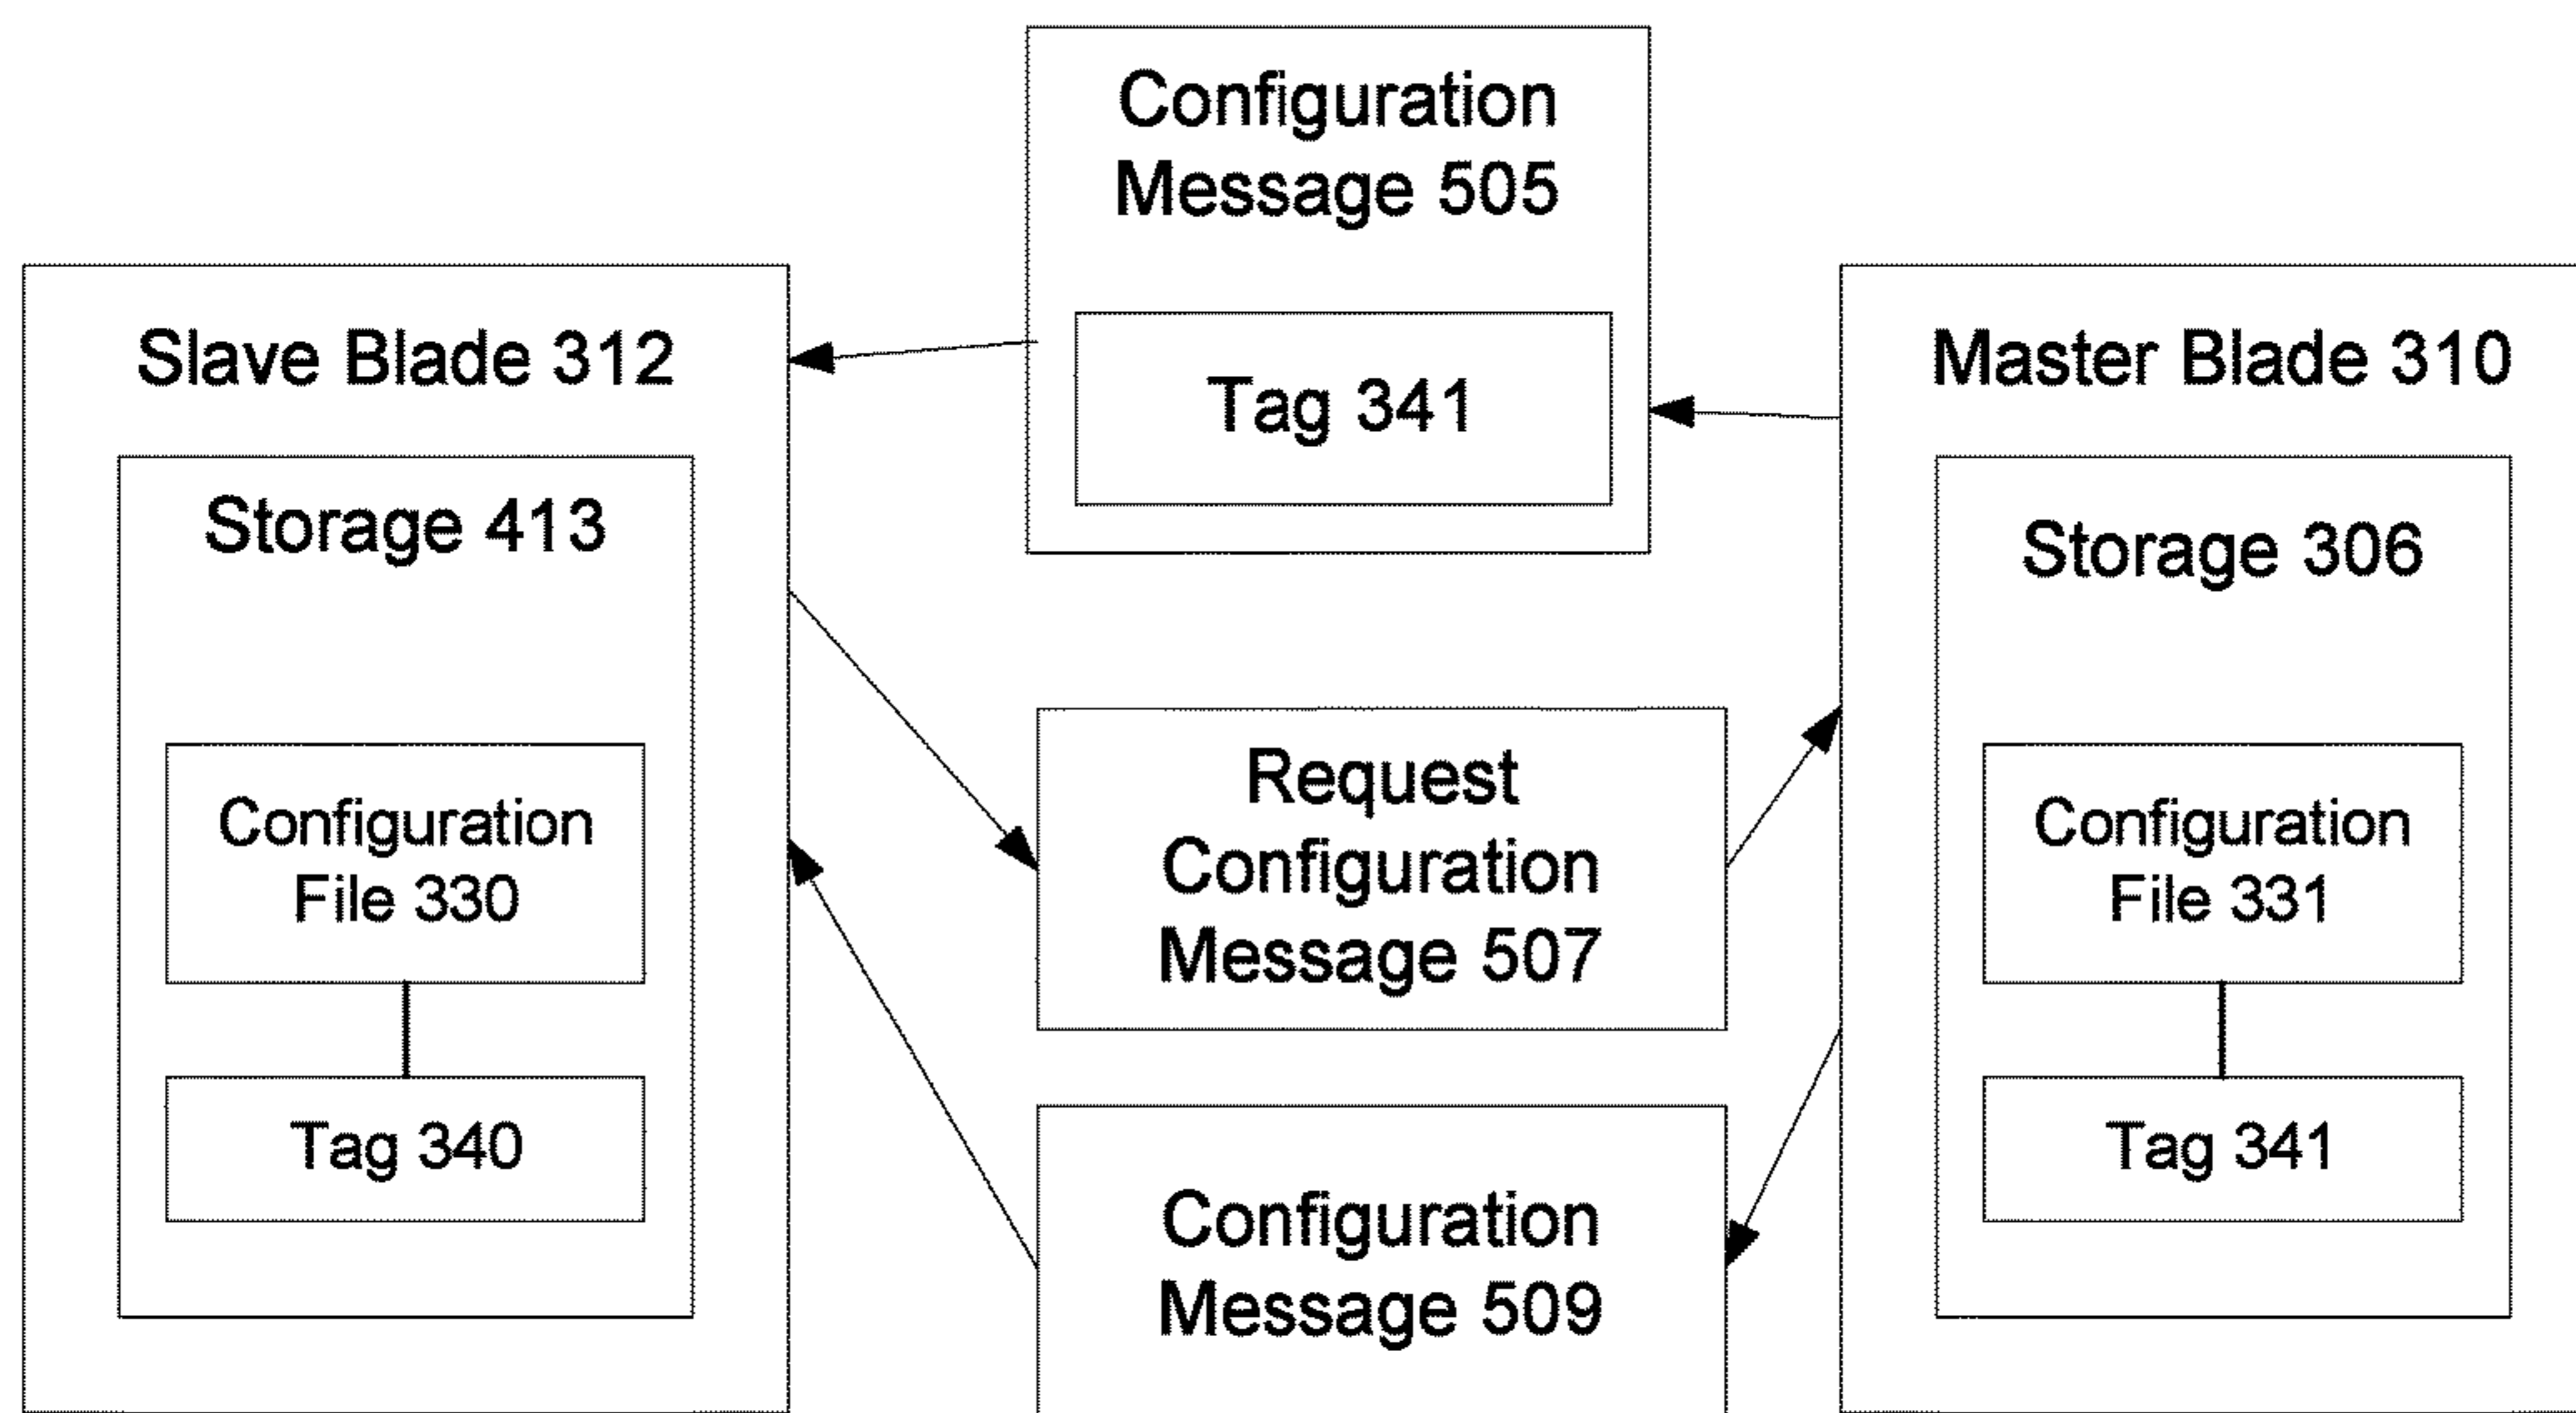 Configuration
Message 505
Tag 341
Slave Blade 312
Storage 413
Configuration
File 330
Tag 340
Request
Configuration
Message 507
Configuration
Message 509
Master Blade 310
Storage 306
Configuration
File 331
Tag 341